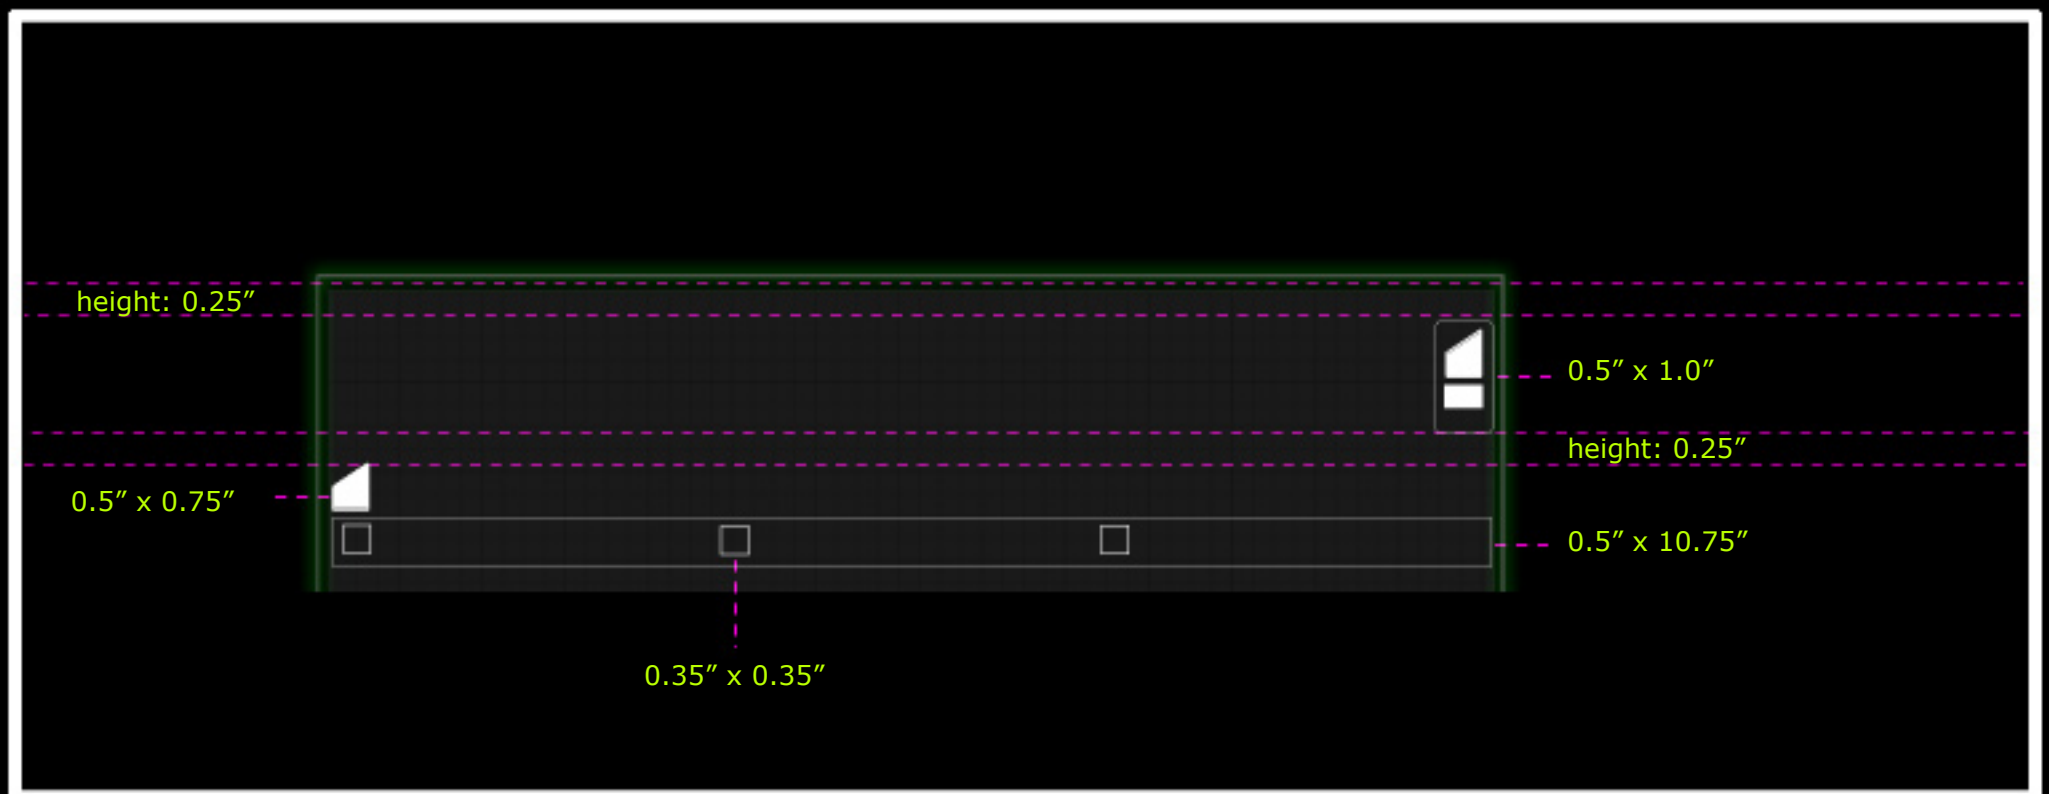 height: 0.25”
0.5” x 1.0”
height: 0.25”
0.5” x 0.75”
0.5” x 10.75”
0.35” x 0.35”